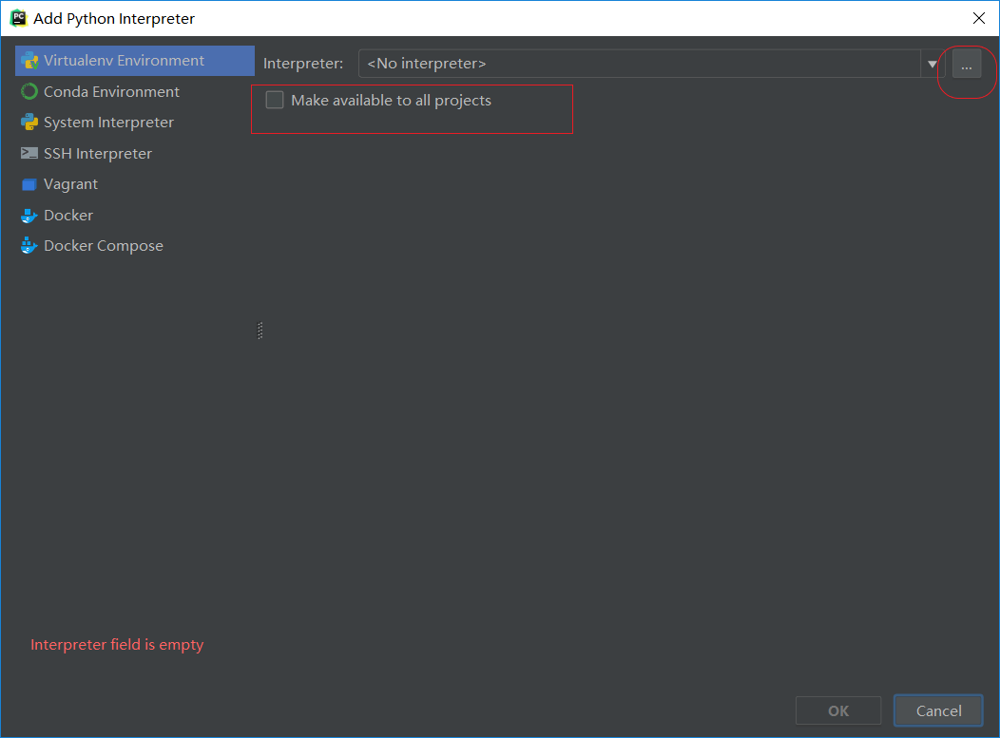 Add Python Interpreter
Virtualenv Environment
Conda Environment
System Interpreter
SSH Interpreter
Vagrant
Docker
Docker Compose
Interpreter: <No interpreter> ...
Make available to all projects
Interpreter field is empty
OK Cancel